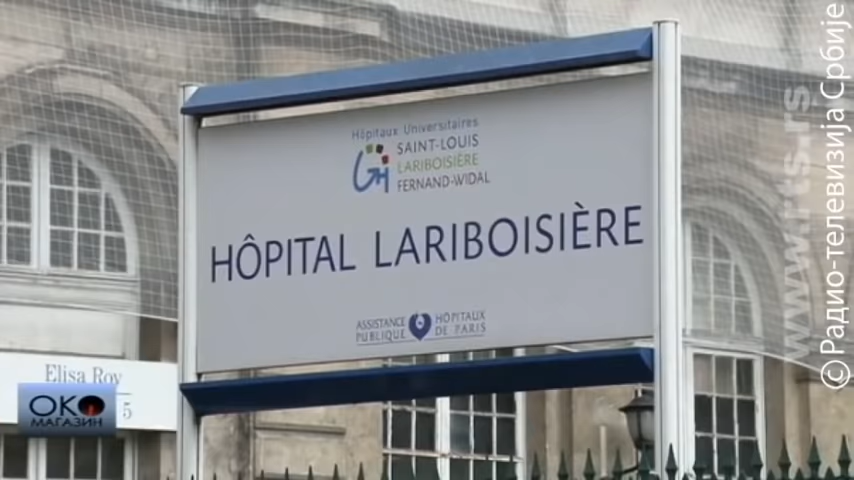 Hôpitaux Universitaires
SAINT-LOUIS
LARIBOISIÈRE
FERNAND-WIDAL
HÔPITAL LARIBOISIÈRE
ASSISTANCE PUBLIQUE
HÔPITAUX DE PARIS
Elisa Roy
5
ОКО
МАГАЗИН
www.rts.rs
© Радио-телевизија Србије